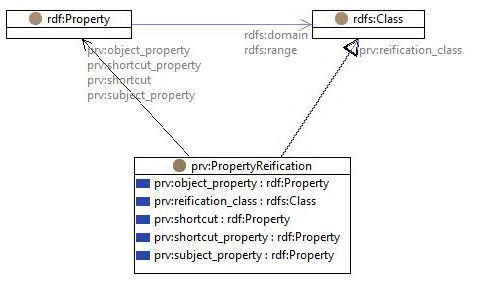 rdf:Property
rdfs:Class
rdfs:domain
rdfs:range
prv:object_property
prv:shortcut_property
prv:shortcut
prv:subject_property
prv:reification_class
prv:PropertyReification
prv:object_property : rdf:Property
prv:reification_class : rdfs:Class
prv:shortcut : rdf:Property
prv:shortcut_property : rdf:Property
prv:subject_property : rdf:Property